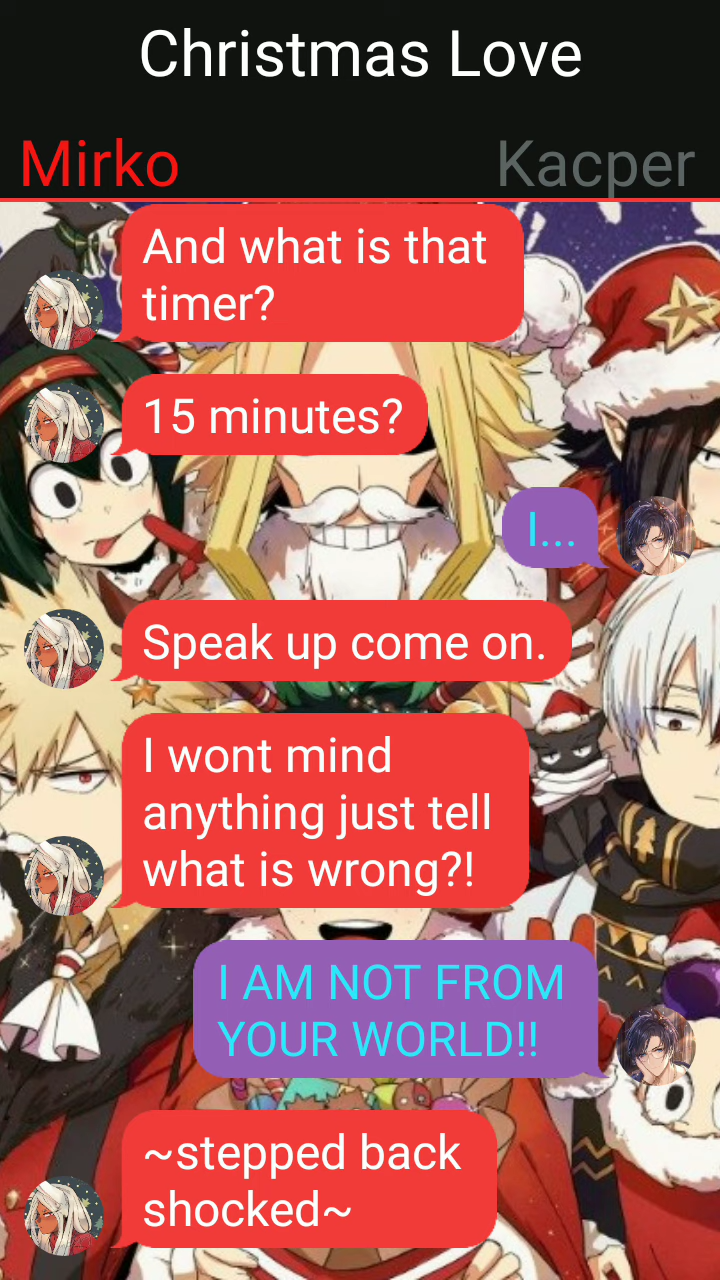 Christmas Love
Mirko
Kacper
And what is that
timer?
15 minutes?
I...
Speak up come on.
I wont mind
anything just tell
what is wrong?!
I AM NOT FROM
YOUR WORLD!!
~stepped back
shocked~